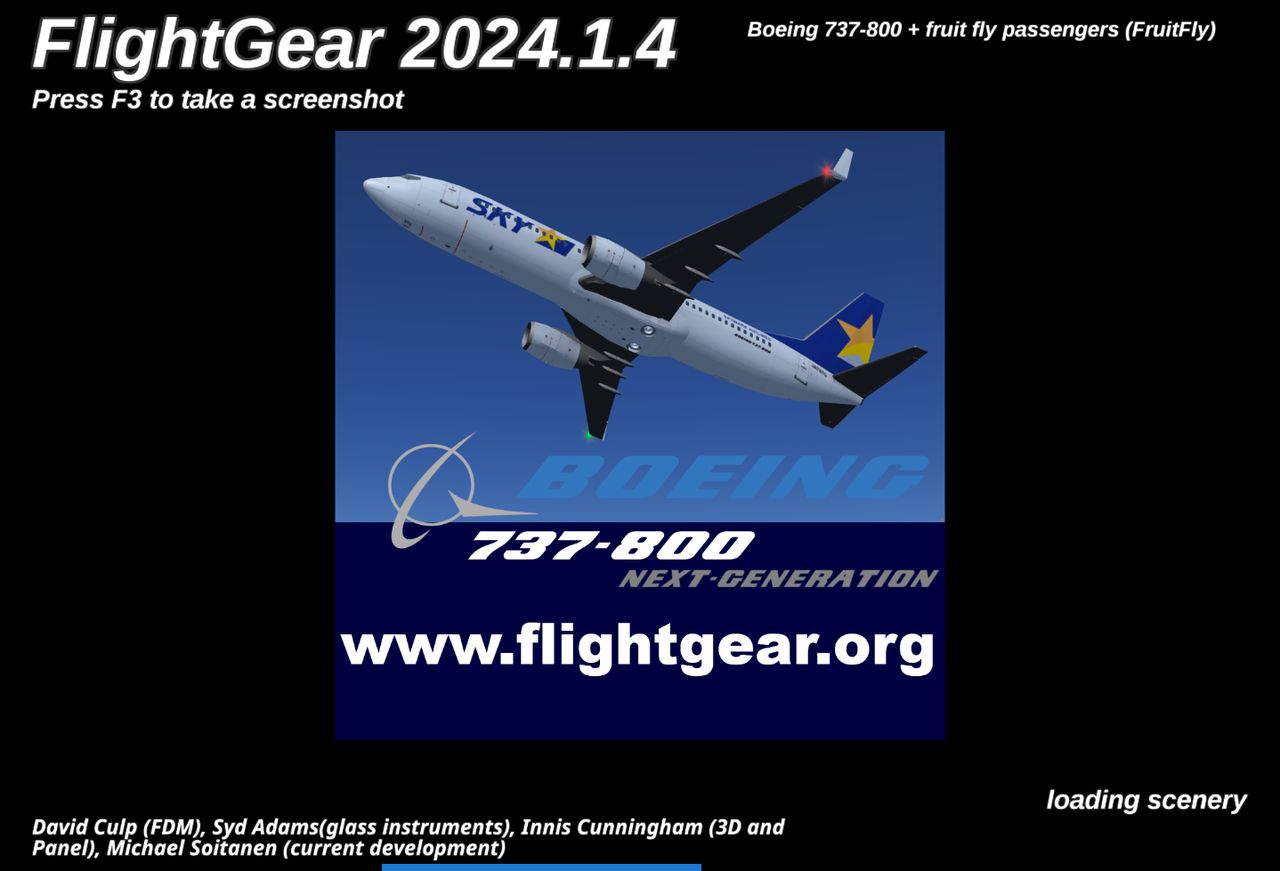 FlightGear 2024.1.4
Boeing 737-800 + fruit fly passengers (FruitFly)
Press F3 to take a screenshot
SKY
BOEING
737-800
NEXT-GENERATION
www.flightgear.org
loading scenery
David Culp (FDM), Syd Adams(glass instruments), Innis Cunningham (3D and
Panel), Michael Soitanen (current development)